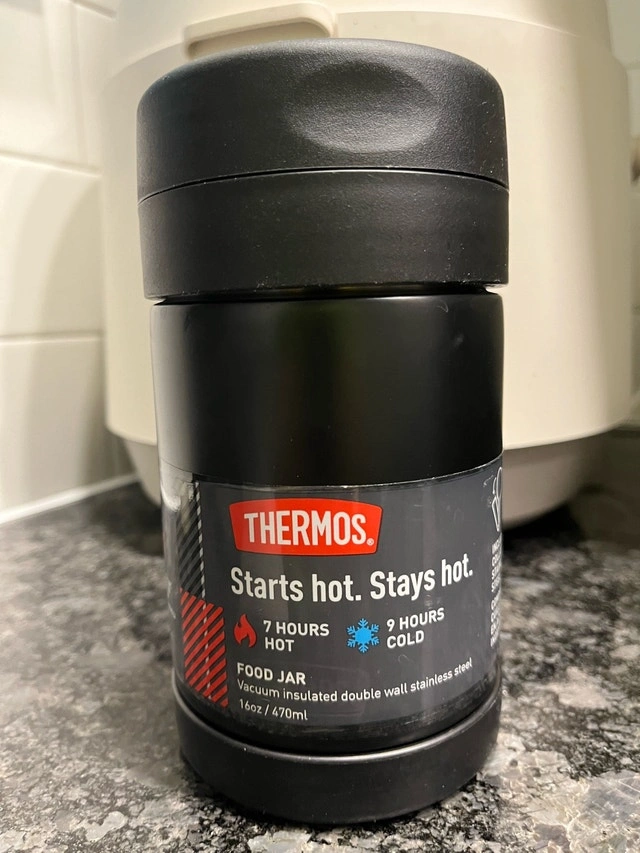 THERMOS®
Starts hot. Stays hot.
7 HOURS
HOT
9 HOURS
COLD
FOOD JAR
Vacuum insulated double wall stainless steel
16oz / 470ml